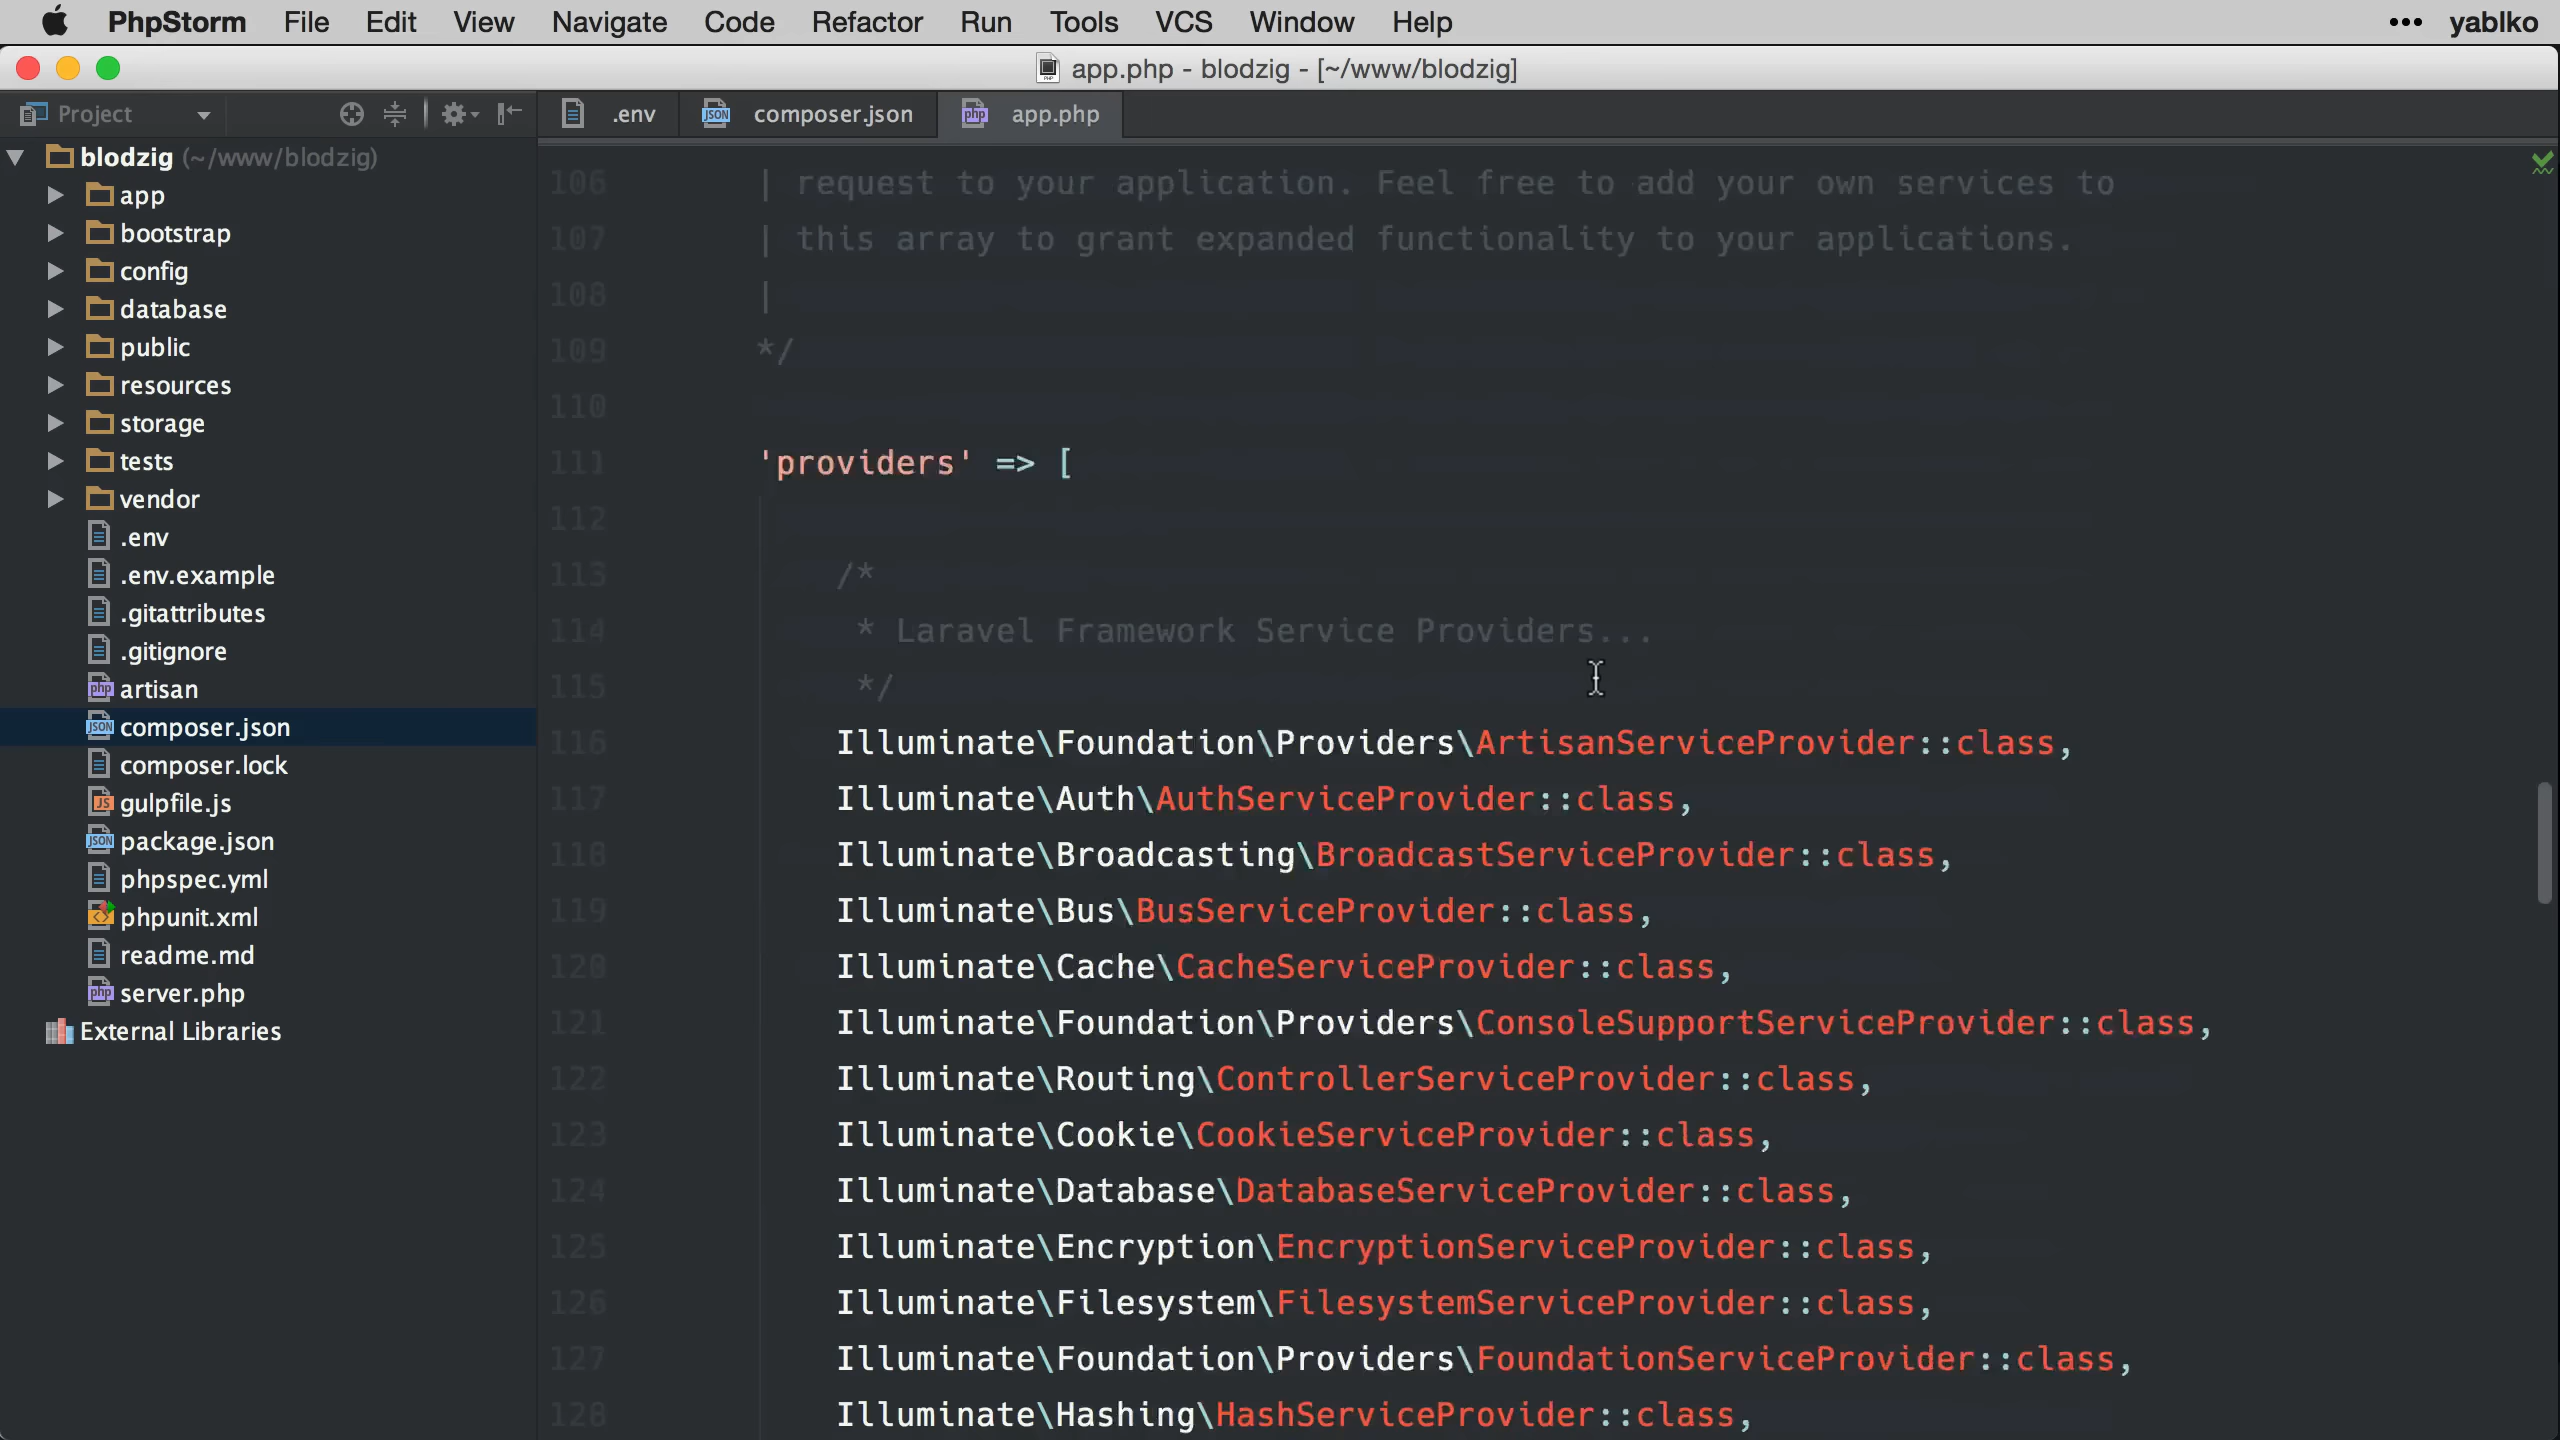 PhpStorm File Edit View Navigate Code Refactor Run Tools VCS Window Help ••• yablko
app.php - blodzig - [~/www/blodzig]
Project
.env composer.json app.php
blodzig (~/www/blodzig)
app
bootstrap
config
database
public
resources
storage
tests
vendor
.env
.env.example
.gitattributes
.gitignore
artisan
composer.json
composer.lock
gulpfile.js
package.json
phpspec.yml
phpunit.xml
readme.md
server.php
External Libraries
106 | request to your application. Feel free to add your own services to
107 | this array to grant expanded functionality to your applications.
108 |
109 */
110
111 'providers' => [
112
113 /*
114 * Laravel Framework Service Providers...
115 */
116 Illuminate\Foundation\Providers\ArtisanServiceProvider::class,
117 Illuminate\Auth\AuthServiceProvider::class,
118 Illuminate\Broadcasting\BroadcastServiceProvider::class,
119 Illuminate\Bus\BusServiceProvider::class,
120 Illuminate\Cache\CacheServiceProvider::class,
121 Illuminate\Foundation\Providers\ConsoleSupportServiceProvider::class,
122 Illuminate\Routing\ControllerServiceProvider::class,
123 Illuminate\Cookie\CookieServiceProvider::class,
124 Illuminate\Database\DatabaseServiceProvider::class,
125 Illuminate\Encryption\EncryptionServiceProvider::class,
126 Illuminate\Filesystem\FilesystemServiceProvider::class,
127 Illuminate\Foundation\Providers\FoundationServiceProvider::class,
128 Illuminate\Hashing\HashServiceProvider::class,